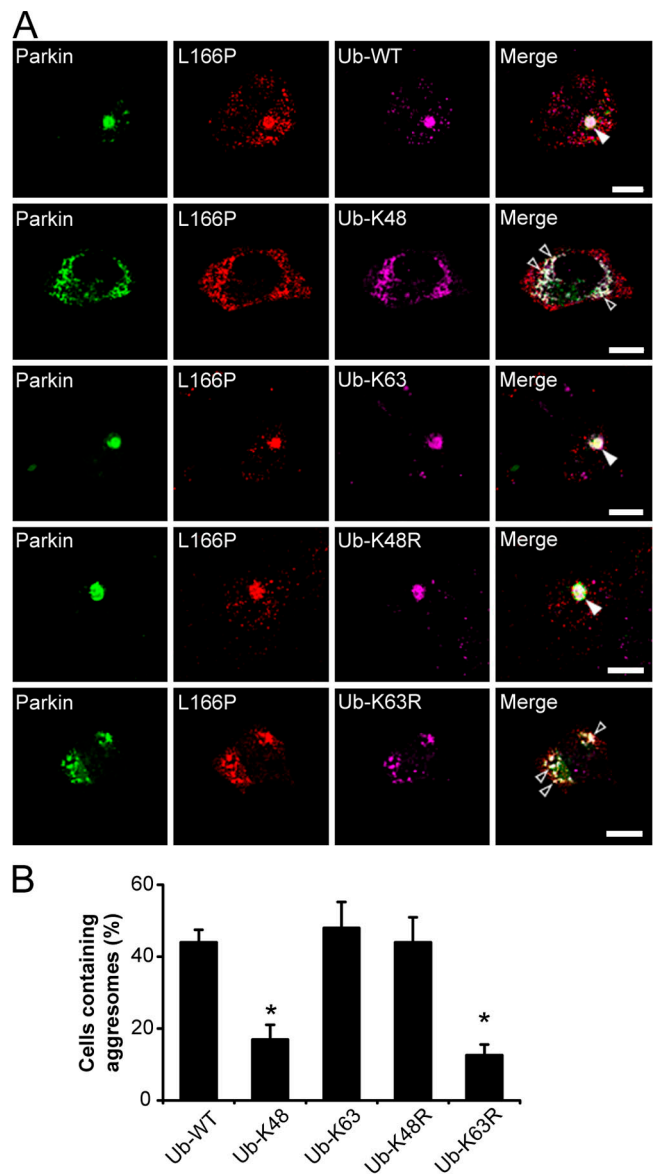 A
Parkin L166P Ub-WT Merge
Parkin L166P Ub-K48 Merge
Parkin L166P Ub-K63 Merge
Parkin L166P Ub-K48R Merge
Parkin L166P Ub-K63R Merge
B
Cells containing
aggresomes (%)
60
40
20
0
* *
Ub-WT Ub-K48 Ub-K63 Ub-K48R Ub-K63R